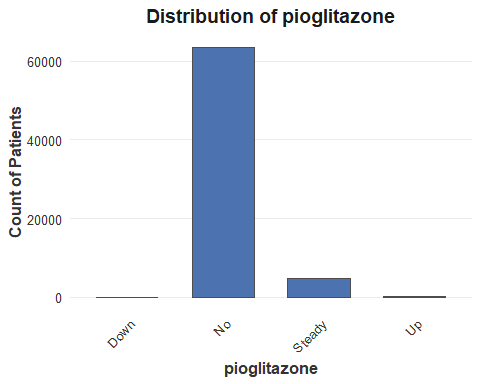 Distribution of pioglitazone
Count of Patients
60000
40000
20000
0
Down
No
Steady
Up
pioglitazone